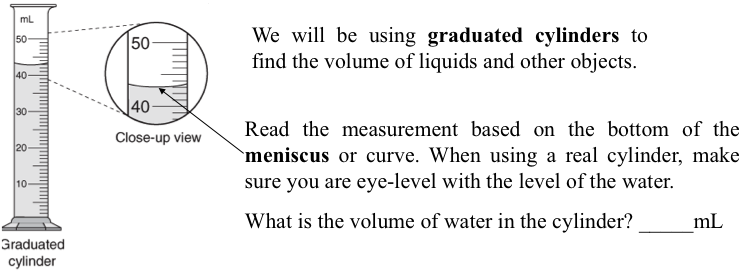 mL
50
40
30
20
10
Graduated
cylinder
50
40
Close-up view
We will be using graduated cylinders to
find the volume of liquids and other objects.
Read the measurement based on the bottom of the
meniscus or curve. When using a real cylinder, make
sure you are eye-level with the level of the water.
What is the volume of water in the cylinder? _____mL